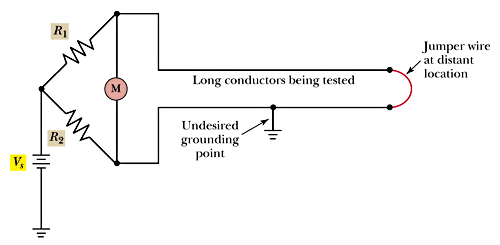 R1
Jumper wire
at distant
location
Long conductors being tested
M
Undesired
grounding
point
R2
Vs